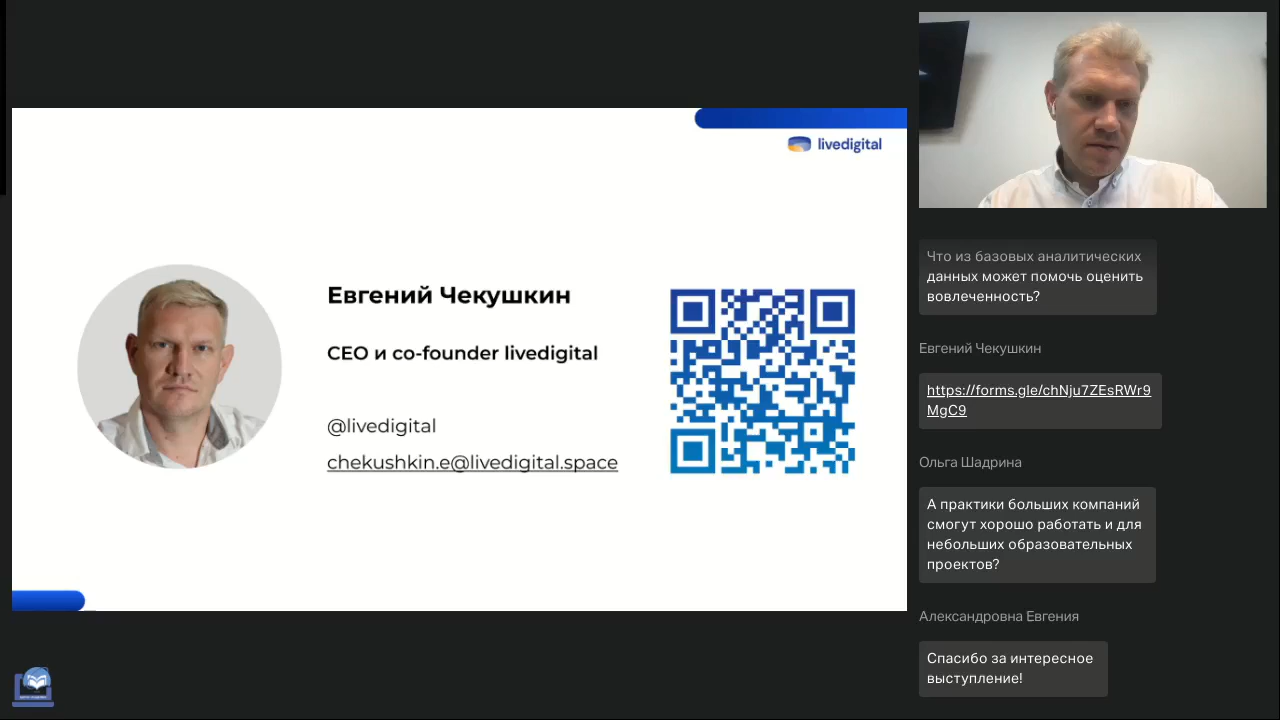 livedigital
Евгений Чекушкин
CEO и co-founder livedigital
@livedigital
chekushkin.e@livedigital.space
Что из базовых аналитических
данных может помочь оценить
вовлеченность?
Евгений Чекушкин
https://forms.gle/chNju7ZEsRWr9
MgC9
Ольга Шадрина
А практики больших компаний
смогут хорошо работать и для
небольших образовательных
проектов?
Александровна Евгения
Спасибо за интересное
выступление!